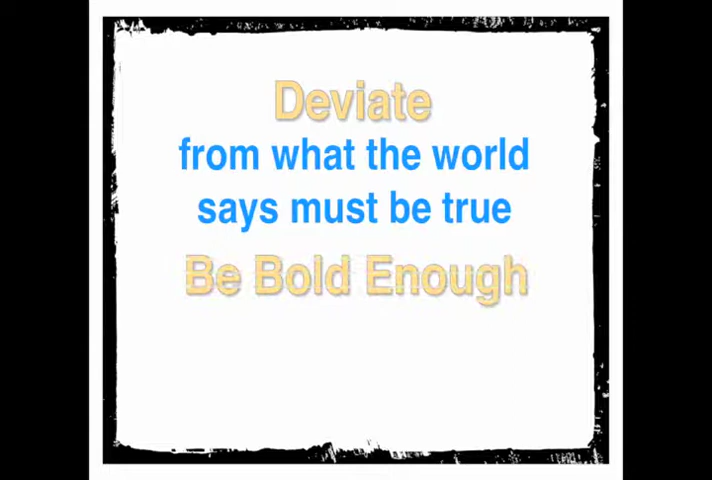 Deviate
from what the world
says must be true
Be Bold Enough